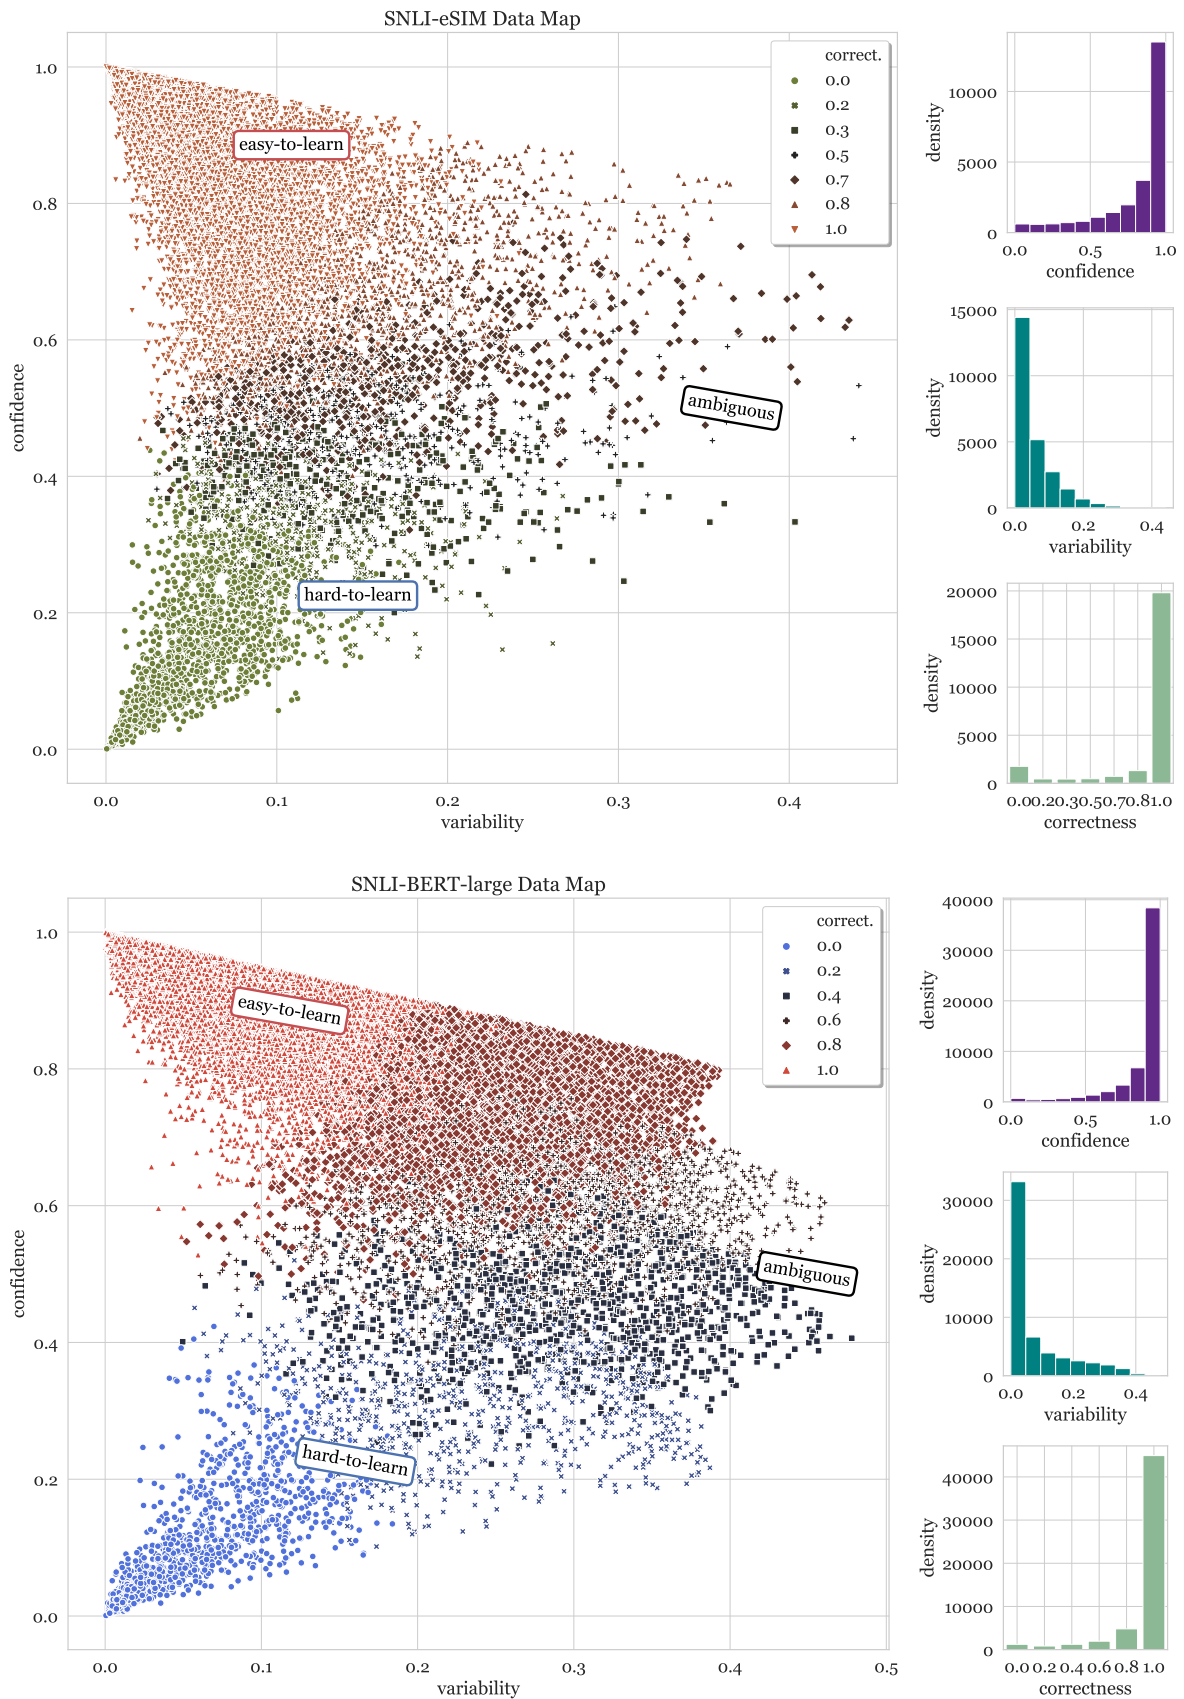 SNLI-eSIM Data Map
confidence
1.0
0.8
0.6
0.4
0.2
0.0
easy-to-learn
ambiguous
hard-to-learn
correct.
0.0
0.2
0.3
0.5
0.7
0.8
1.0
0.0 0.1 0.2 0.3 0.4
variability
density
10000
5000
0
0.0 0.5 1.0
confidence
density
15000
10000
5000
0
0.0 0.2 0.4
variability
density
20000
15000
10000
5000
0
0.00.20.30.50.70.81.0
correctness
SNLI-BERT-large Data Map
confidence
1.0
0.8
0.6
0.4
0.2
0.0
easy-to-learn
ambiguous
hard-to-learn
correct.
0.0
0.2
0.4
0.6
0.8
1.0
0.0 0.1 0.2 0.3 0.4 0.5
variability
density
40000
30000
20000
10000
0
0.0 0.5 1.0
confidence
density
30000
20000
10000
0
0.0 0.2 0.4
variability
density
40000
30000
20000
10000
0
0.0 0.2 0.4 0.6 0.8 1.0
correctness